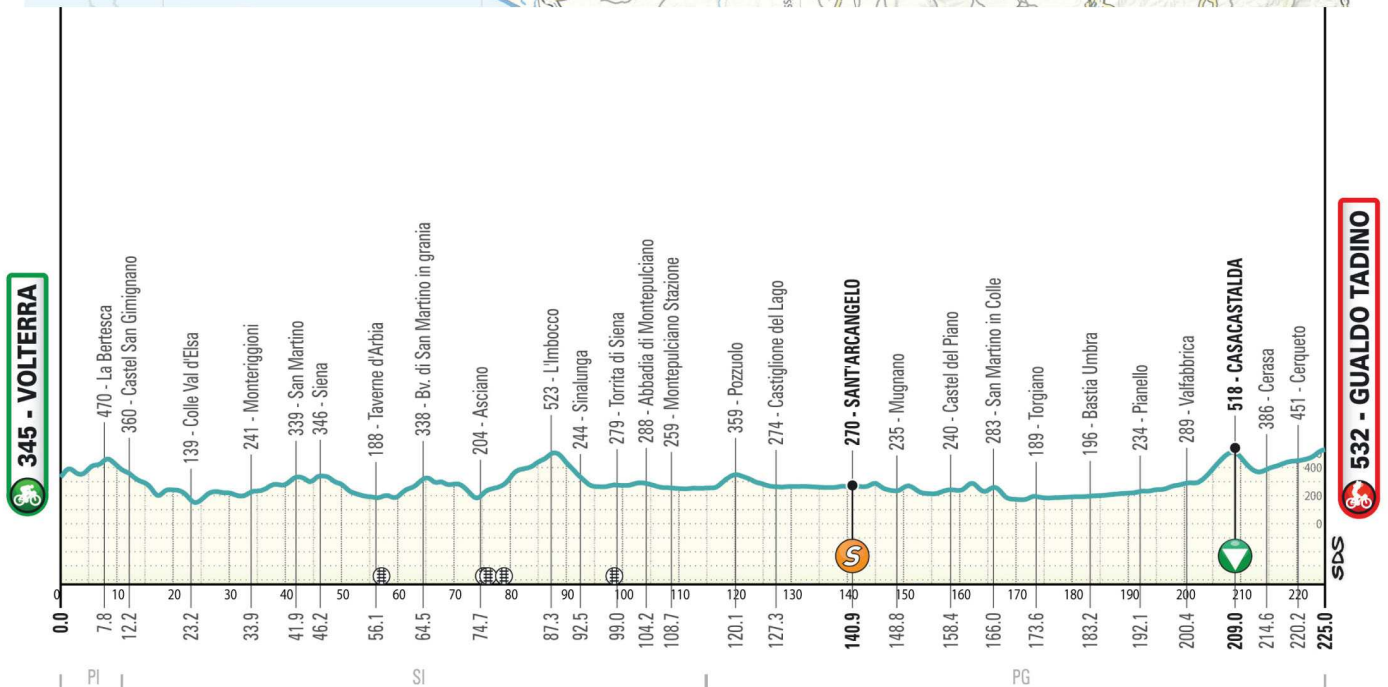 345 - VOLTERRA
470 - La Bertesca
360 - Castel San Gimignano
139 - Colle Val d'Elsa
241 - Monteriggioni
339 - San Martino
346 - Siena
188 - Taverne d'Arbia
338 - Bv. di San Martino in grania
204 - Asciano
523 - L'Imbocco
244 - Sinalunga
279 - Torrita di Siena
288 - Abbadia di Montepulciano
259 - Montepulciano Stazione
359 - Pozzuolo
274 - Castiglione del Lago
270 - SANT'ARCANGELO
235 - Mugnano
240 - Castel del Piano
283 - San Martino in Colle
189 - Torgiano
196 - Bastia Umbra
234 - Pianello
289 - Valfabbrica
518 - CASACASTALDA
386 - Cerasa
451 - Cerqueto
532 - GUALDO TADINO
400
200
0
S
SDS
0 10 20 30 40 50 60 70 80 90 100 110 120 130 140 150 160 170 180 190 200 210 220
0.0 7.8 12.2 23.2 33.9 41.9 46.2 56.1 64.5 74.7 87.3 92.5 99.0 104.2 108.7 120.1 127.3 140.9 148.8 158.4 166.0 173.6 183.2 192.1 200.4 209.0 214.6 220.2 225.0
PI SI PG